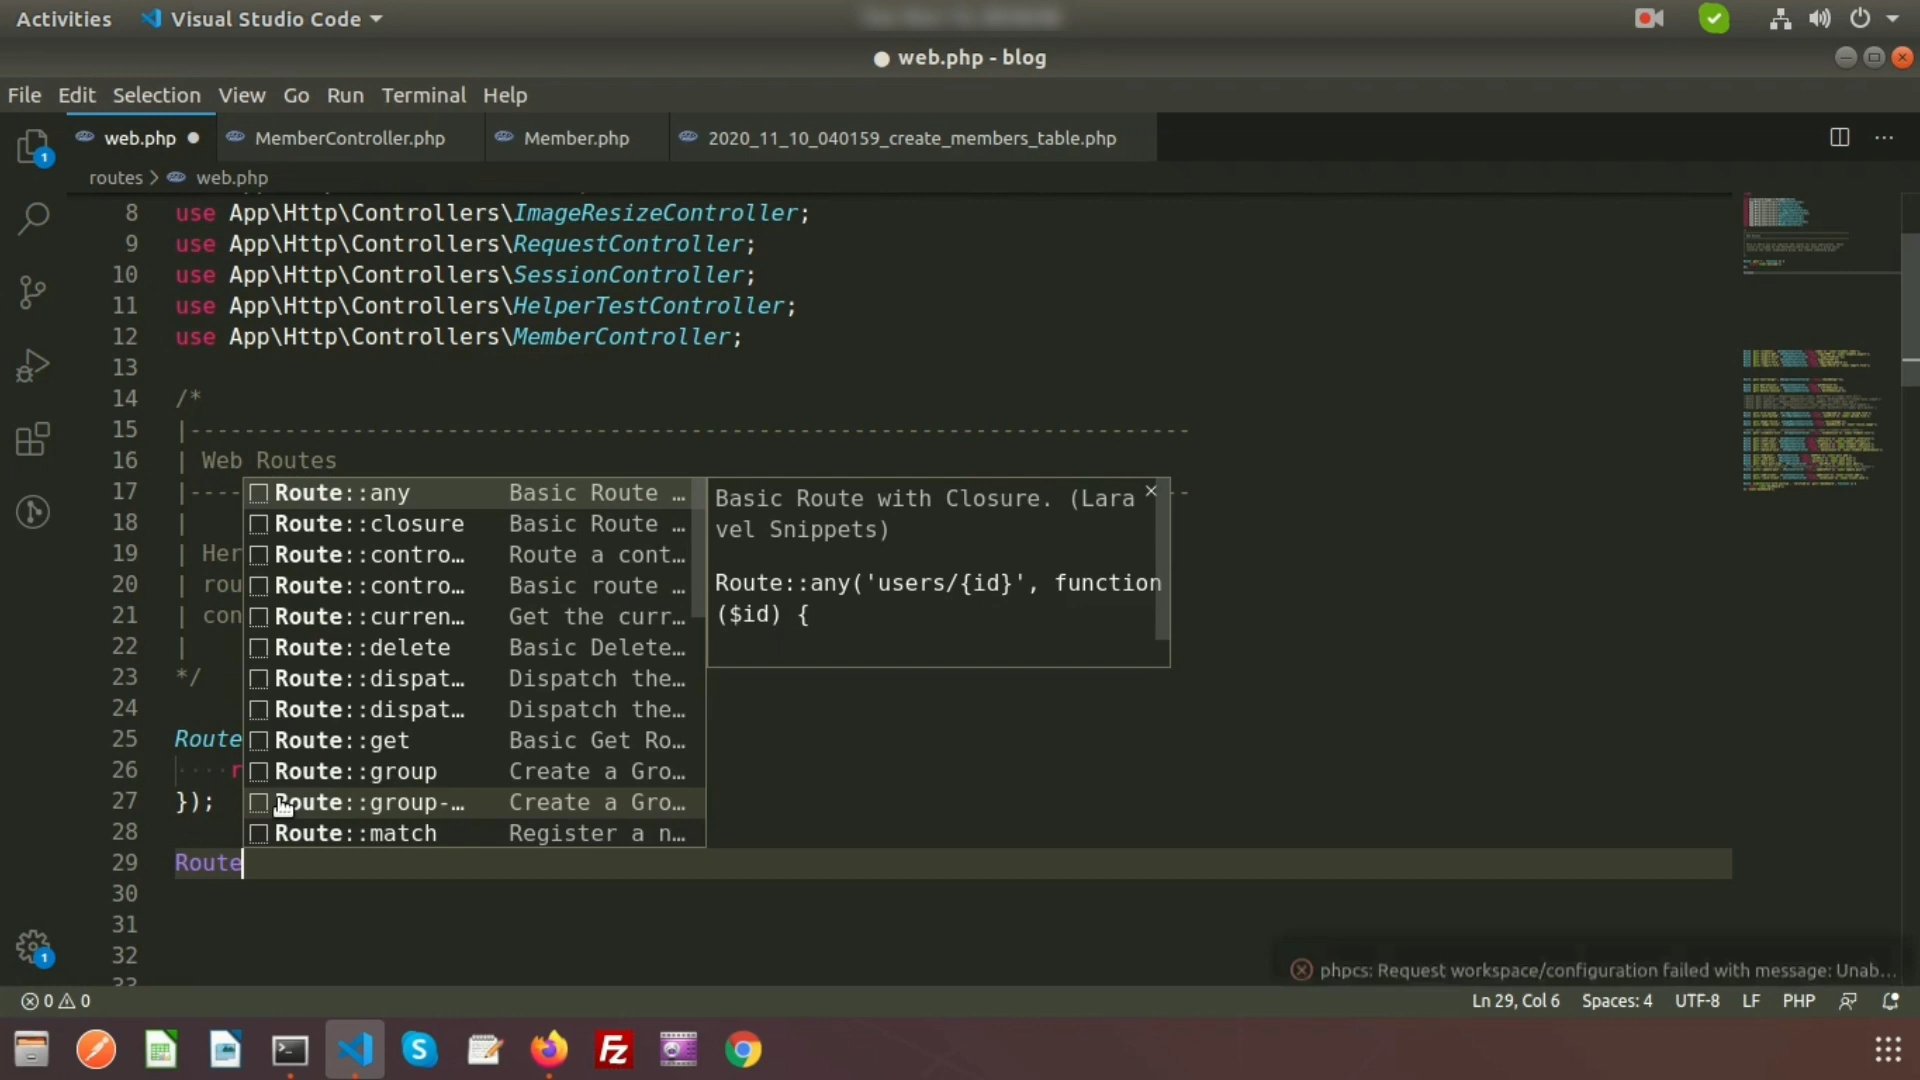 Activities
Visual Studio Code
web.php - blog
File Edit Selection View Go Run Terminal Help
web.php
MemberController.php
Member.php
2020_11_10_040159_create_members_table.php
routes > web.php
8 use App\Http\Controllers\ImageResizeController;
9 use App\Http\Controllers\RequestController;
10 use App\Http\Controllers\SessionController;
11 use App\Http\Controllers\HelperTestController;
12 use App\Http\Controllers\MemberController;
13
14 /*
15 |--------------------------------------------------------------------------
16 | Web Routes
17 |----
18 |
19 | Her
20 | rou
21 | con
22 |
23 */
24
25 Route
26 ····r
27 });
28
29 Route
30
31
32
33
Route::any Basic Route …
Route::closure Basic Route …
Route::contro… Route a cont…
Route::contro… Basic route …
Route::curren… Get the curr…
Route::delete Basic Delete…
Route::dispat… Dispatch the…
Route::dispat… Dispatch the…
Route::get Basic Get Ro…
Route::group Create a Gro…
Route::group-… Create a Gro…
Route::match Register a n…
Basic Route with Closure. (Lara
vel Snippets)
Route::any('users/{id}', function
($id) {
1
1
phpcs: Request workspace/configuration failed with message: Unab...
0 0
Ln 29, Col 6 Spaces: 4 UTF-8 LF PHP
S
Fz